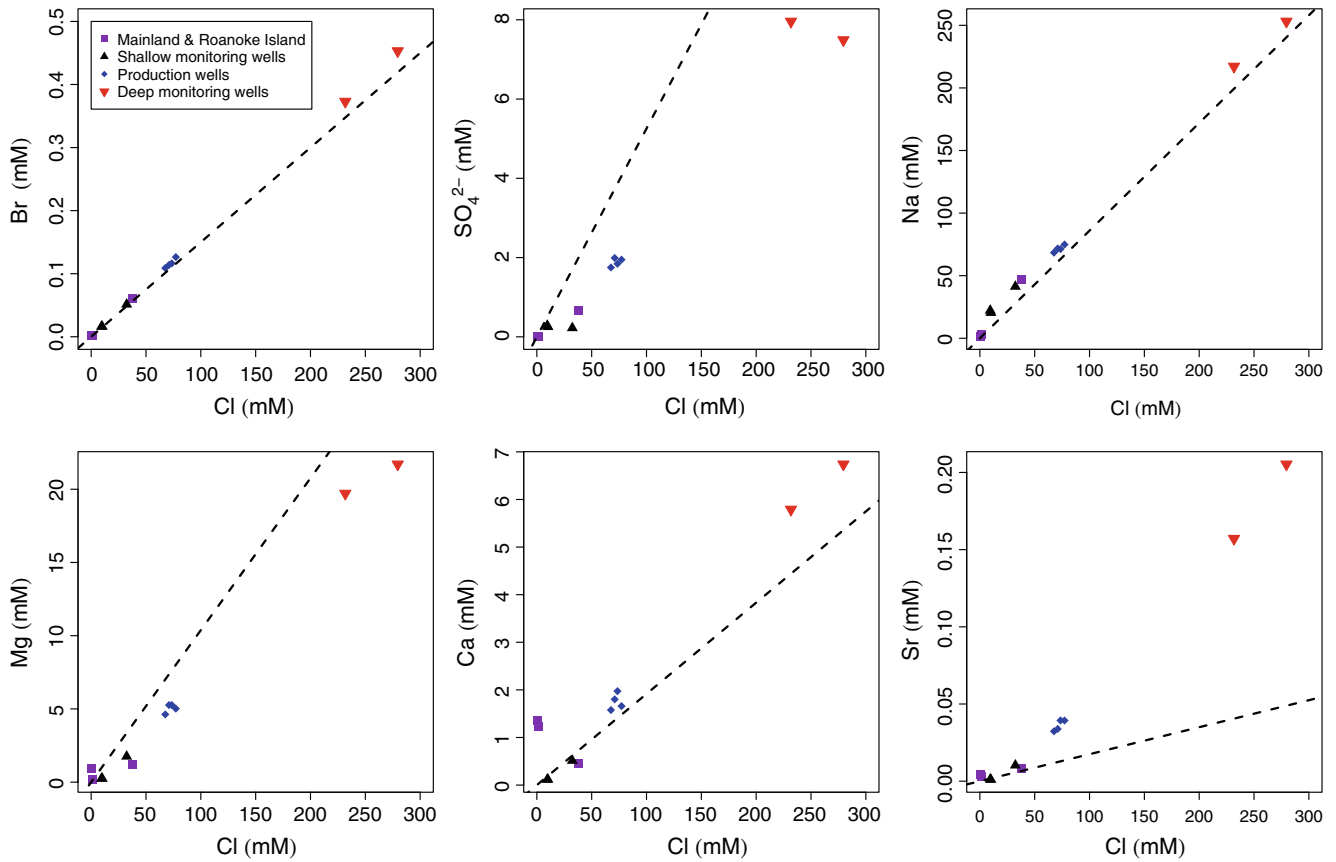 Br (mM)
0.0 0.1 0.2 0.3 0.4 0.5
Mainland & Roanoke Island
Shallow monitoring wells
Production wells
Deep monitoring wells
0 50 100 150 200 250 300
Cl (mM)
SO₄²⁻ (mM)
0 2 4 6 8
0 50 100 150 200 250 300
Cl (mM)
Na (mM)
0 50 100 150 200 250
0 50 100 150 200 250 300
Cl (mM)
Mg (mM)
0 5 10 15 20
0 50 100 150 200 250 300
Cl (mM)
Ca (mM)
0 1 2 3 4 5 6 7
0 50 100 150 200 250 300
Cl (mM)
Sr (mM)
0.00 0.05 0.10 0.15 0.20
0 50 100 150 200 250 300
Cl (mM)